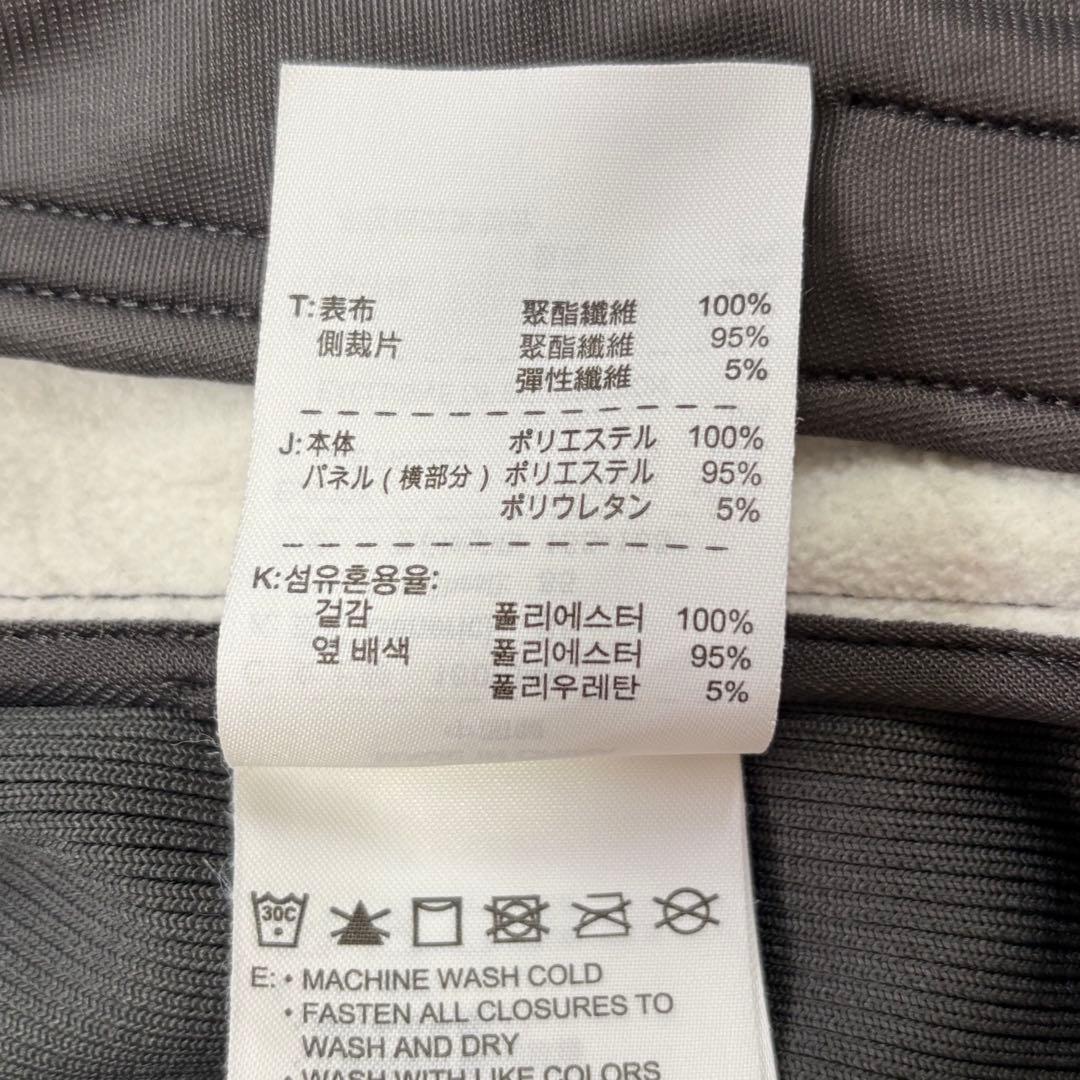 T: 表布 聚酯纖維 100%
側裁片 聚酯纖維 95%
彈性纖維 5%
J: 本体 ポリエステル 100%
パネル ( 横部分 ) ポリエステル 95%
ポリウレタン 5%
K: 섬유혼용율:
겉감 폴리에스터 100%
옆 배색 폴리에스터 95%
폴리우레탄 5%
30C
E: • MACHINE WASH COLD
• FASTEN ALL CLOSURES TO
WASH AND DRY
• WASH WITH LIKE COLORS